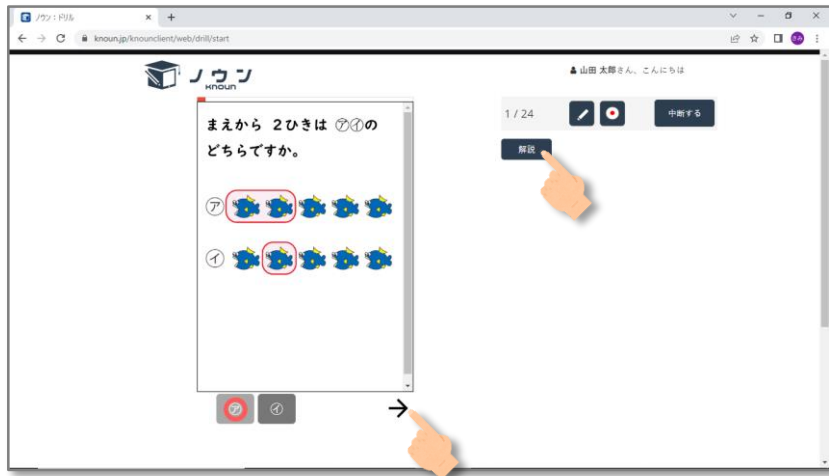 ノウン：ドリル
knoun.jp/knounclient/web/drill/start
ノウン
KNOUN
山田 太郎さん、こんにちは
まえから 2ひきは ㋐㋑の
どちらですか。
1 / 24
中断する
解説
㋐
㋑
㋐
㋑